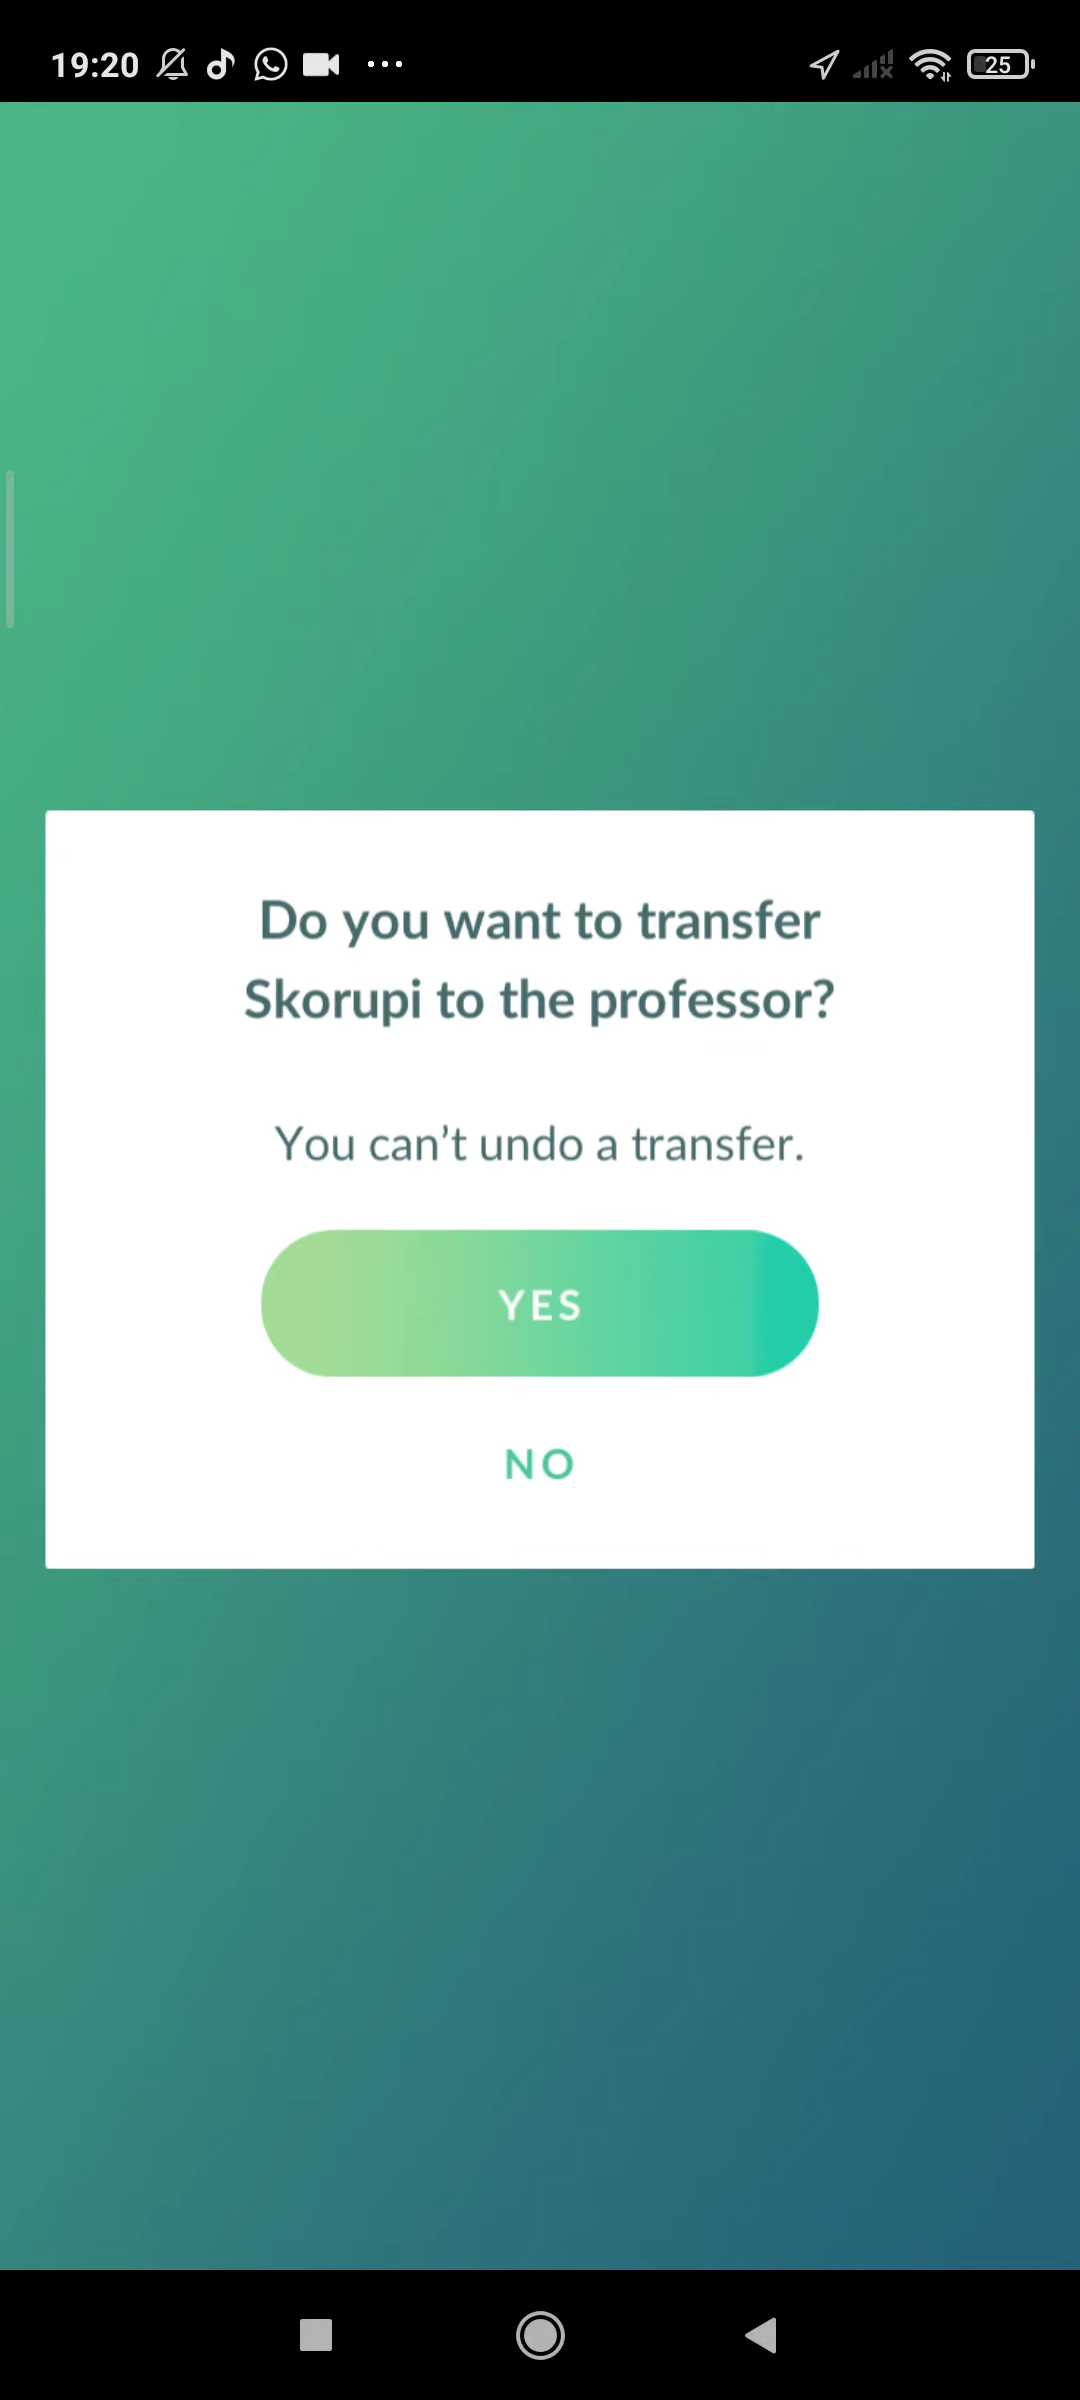 19:20
25
Do you want to transfer
Skorupi to the professor?
You can’t undo a transfer.
YES
NO